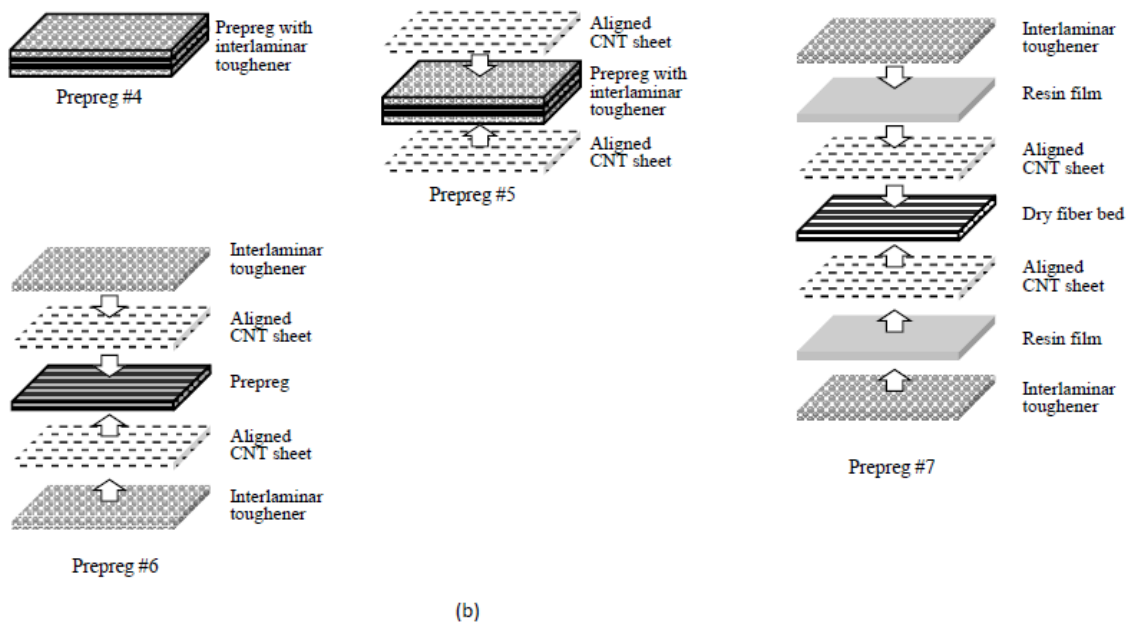 Prepreg with
interlaminar
toughener
Prepreg #4
Aligned
CNT sheet
Prepreg with
interlaminar
toughener
Aligned
CNT sheet
Prepreg #5
Interlaminar
toughener
Aligned
CNT sheet
Prepreg
Aligned
CNT sheet
Interlaminar
toughener
Prepreg #6
Interlaminar
toughener
Resin film
Aligned
CNT sheet
Dry fiber bed
Aligned
CNT sheet
Resin film
Interlaminar
toughener
Prepreg #7
(b)